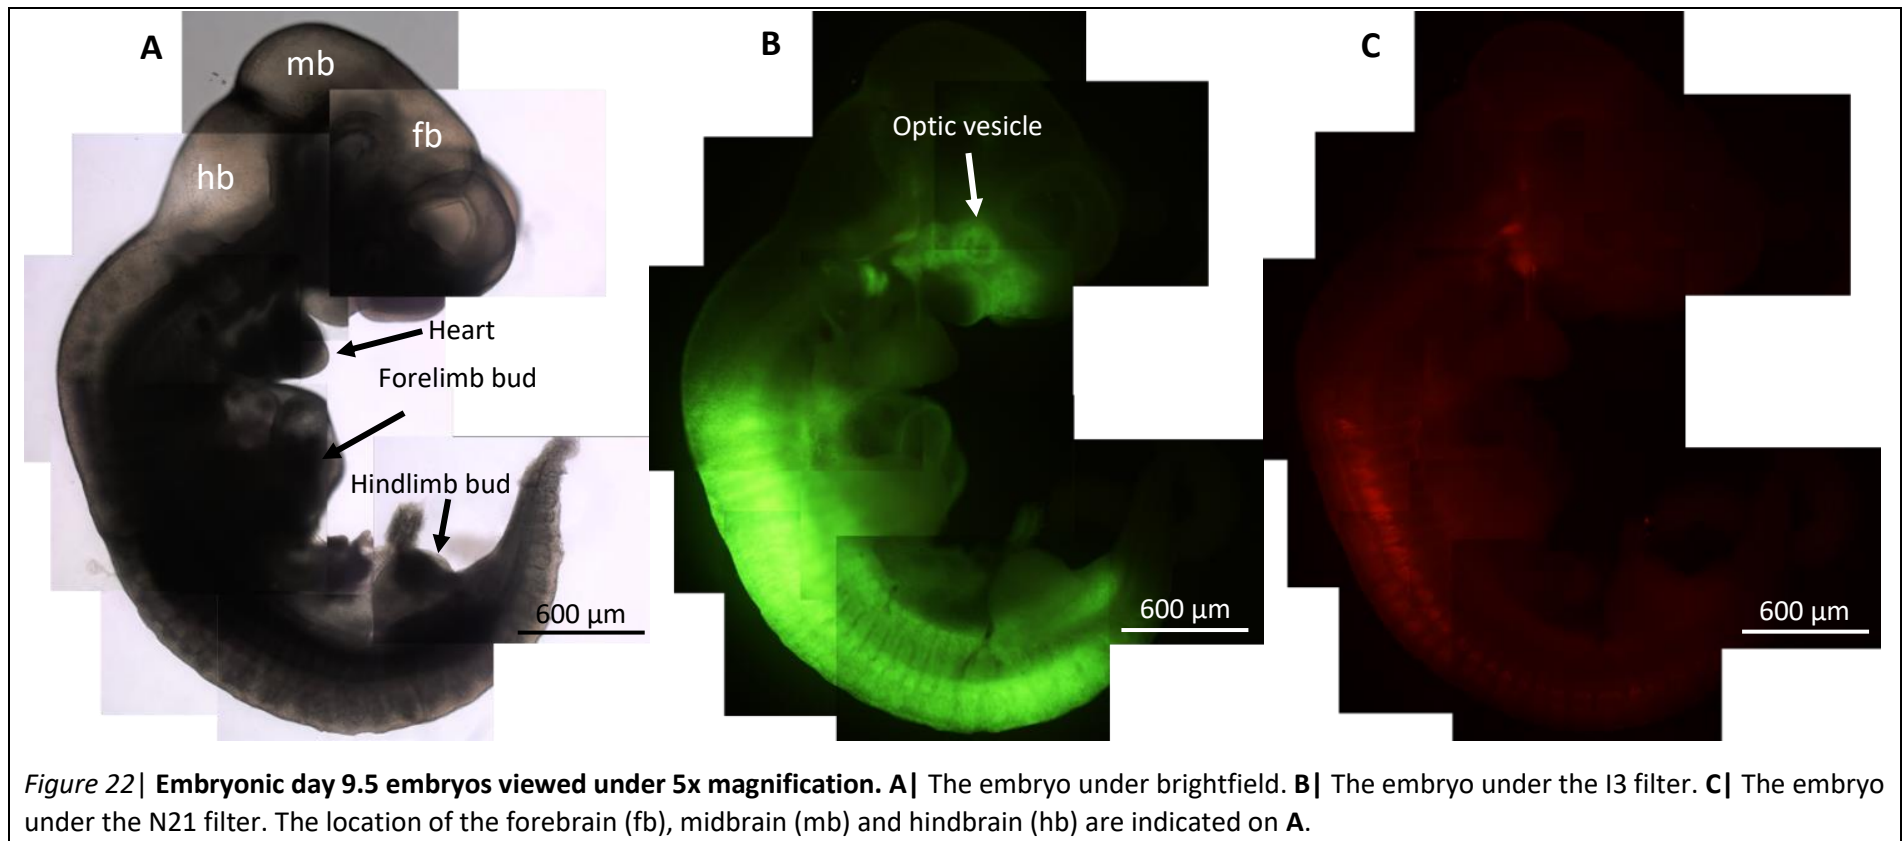 A
B
C
mb
fb
hb
Optic vesicle
Heart
Forelimb bud
Hindlimb bud
600 µm
600 µm
600 µm
Figure 22| Embryonic day 9.5 embryos viewed under 5x magnification. A| The embryo under brightfield. B| The embryo under the I3 filter. C| The embryo
under the N21 filter. The location of the forebrain (fb), midbrain (mb) and hindbrain (hb) are indicated on A.